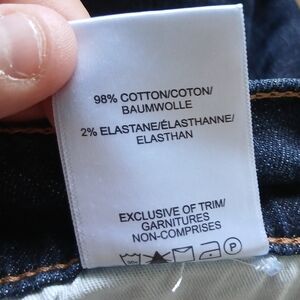 98% COTTON/COTON/
BAUMWOLLE
2% ELASTANE/ÉLASTHANNE/
ELASTHAN
EXCLUSIVE OF TRIM/
GARNITURES
NON-COMPRISES
P